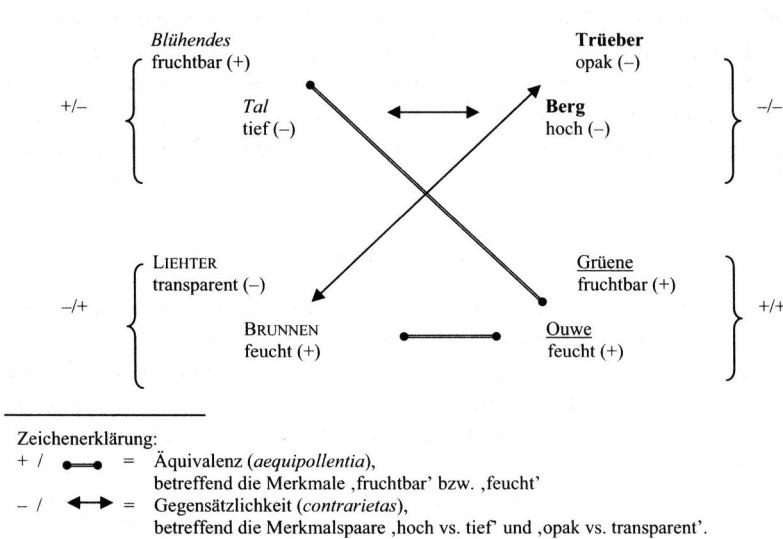 Blühendes Trüeber
fruchtbar (+) opak (–)
+/– Tal Berg –/–
tief (–) hoch (–)
LIEHTER Grüene
transparent (–) fruchtbar (+)
–/+ +/+
BRUNNEN Ouwe
feucht (+) feucht (+)
Zeichenerklärung:
+ / = Äquivalenz (aequipollentia),
betreffend die Merkmale ‚fruchtbar’ bzw. ‚feucht’
– / = Gegensätzlichkeit (contrarietas),
betreffend die Merkmalspaare ‚hoch vs. tief’ und ‚opak vs. transparent’.